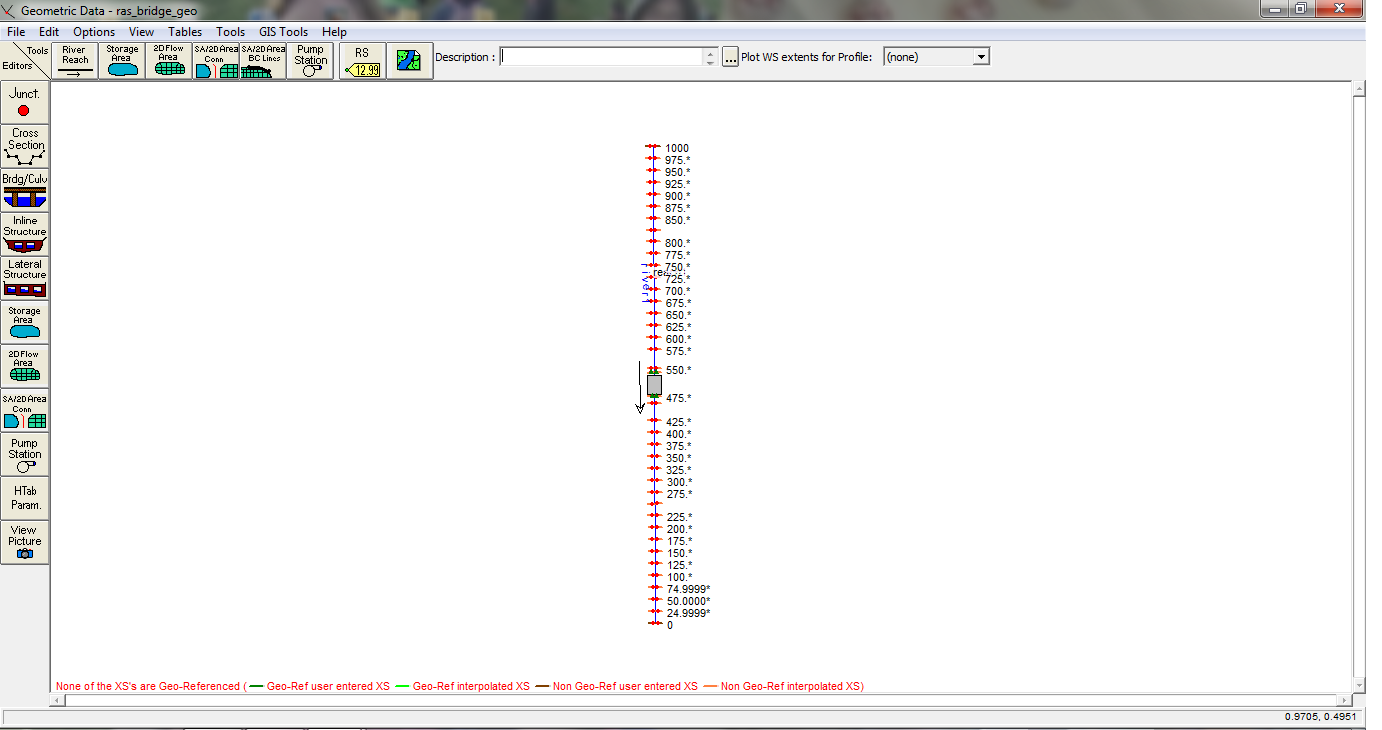 Geometric Data - ras_bridge_geo
File Edit Options View Tables Tools GIS Tools Help
Tools
Editors
River
Reach
Storage
Area
2D Flow
Area
SA/2D Area
Conn
SA/2D Area
BC Lines
Pump
Station
RS
12.99
Description :
...
Plot WS extents for Profile:
(none)
Junct.
Cross
Section
Brdg/Culv
Inline
Structure
Lateral
Structure
Storage
Area
2D Flow
Area
SA/2D Area
Conn
Pump
Station
HTab
Param.
View
Picture
1000
975.*
950.*
925.*
900.*
875.*
850.*
800.*
775.*
750.*
725.*
700.*
675.*
650.*
625.*
600.*
575.*
550.*
475.*
425.*
400.*
375.*
350.*
325.*
300.*
275.*
225.*
200.*
175.*
150.*
125.*
100.*
74.9999*
50.0000*
24.9999*
0
None of the XS's are Geo-Referenced ( Geo-Ref user entered XS Geo-Ref interpolated XS Non Geo-Ref user entered XS Non Geo-Ref interpolated XS)
0.9705, 0.4951